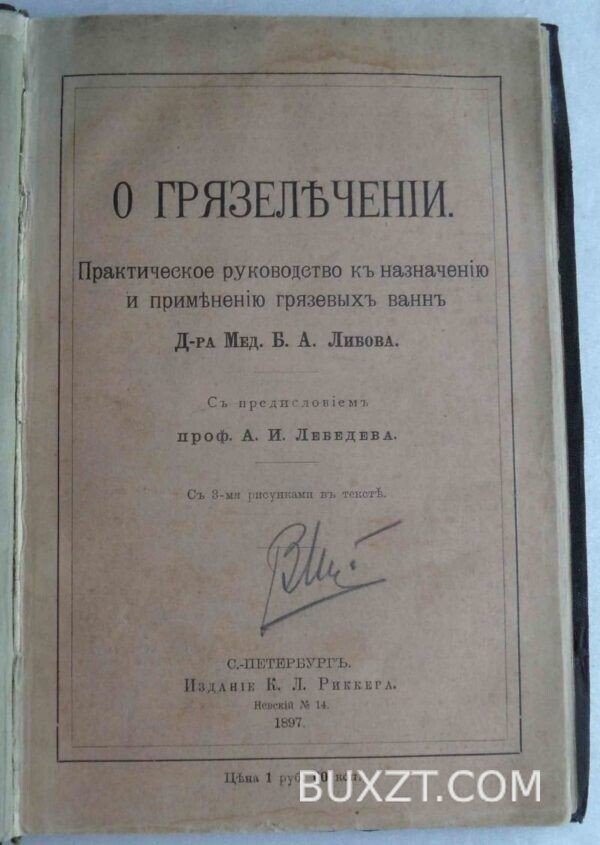 О ГРЯЗЕЛѢЧЕНІИ.
Практическое руководство къ назначенію
и примѣненію грязевыхъ ваннъ
Д-ра Мед. Б. А. Либова.
Съ предисловіемъ
проф. А. И. Лебедева.
Съ 3-мя рисунками въ текстѣ.
С.-ПЕТЕРБУРГЪ.
Изданіе К. Л. Риккера.
Невскій № 14.
1897.
Цѣна 1 руб. коп.
BUXZT.COM